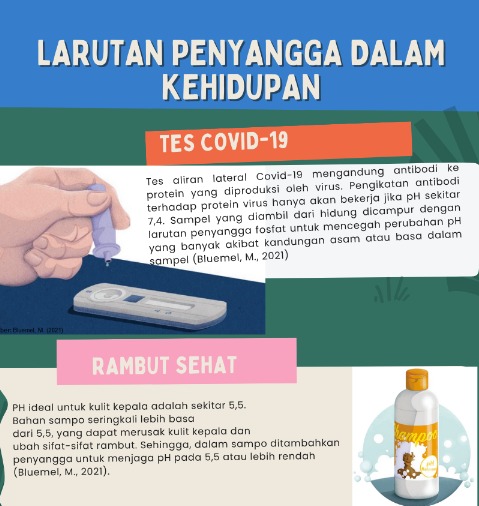 LARUTAN PENYANGGA DALAM
KEHIDUPAN
TES COVID-19
Tes aliran lateral Covid-19 mengandung antibodi ke
protein yang diproduksi oleh virus. Pengikatan antibodi
terhadap protein virus hanya akan bekerja jika pH sekitar
7,4. Sampel yang diambil dari hidung dicampur dengan
larutan penyangga fosfat untuk mencegah perubahan pH
yang banyak akibat kandungan asam atau basa dalam
sampel (Bluemel, M., 2021)
Bluemel, M. (2021)
RAMBUT SEHAT
PH ideal untuk kulit kepala adalah sekitar 5,5.
Bahan sampo seringkali lebih basa
dari 5,5, yang dapat merusak kulit kepala dan
ubah sifat-sifat rambut. Sehingga, dalam sampo ditambahkan
penyangga untuk menjaga pH pada 5,5 atau lebih rendah
(Bluemel, M., 2021).
Shampoo